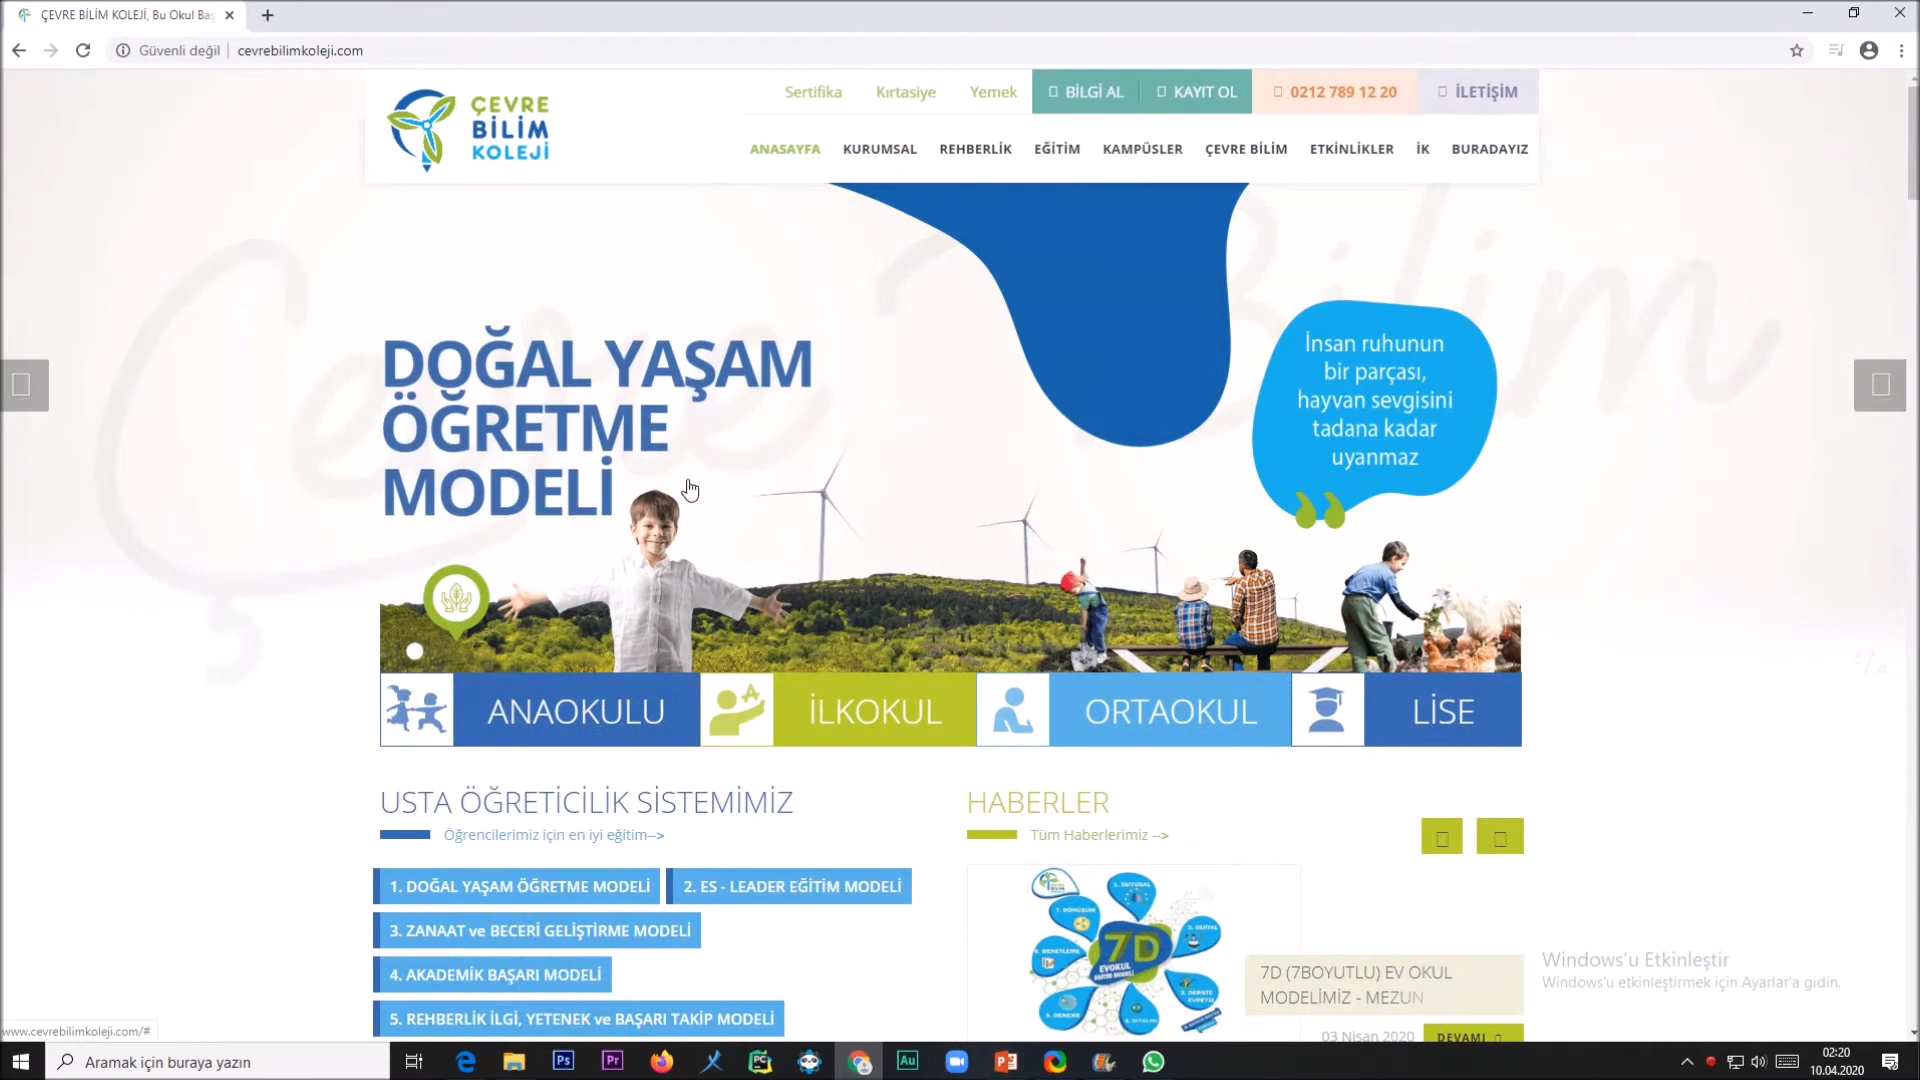 ÇEVRE BİLİM KOLEJİ, Bu Okul Baş
Güvenli değil
cevrebilimkoleji.com
ÇEVRE
BİLİM
KOLEJİ
Sertifika
Kırtasiye
Yemek
BİLGİ AL
KAYIT OL
0212 789 12 20
İLETİŞİM
ANASAYFA
KURUMSAL
REHBERLİK
EĞİTİM
KAMPÜSLER
ÇEVRE BİLİM
ETKİNLİKLER
İK
BURADAYIZ
DOĞAL YAŞAM
ÖĞRETME
MODELİ
İnsan ruhunun
bir parçası,
hayvan sevgisini
tadana kadar
uyanmaz
ANAOKULU
İLKOKUL
ORTAOKUL
LİSE
USTA ÖĞRETİCİLİK SİSTEMİMİZ
Öğrencilerimiz için en iyi eğitim-->
1. DOĞAL YAŞAM ÖĞRETME MODELİ
2. ES - LEADER EĞİTİM MODELİ
3. ZANAAT ve BECERİ GELİŞTİRME MODELİ
4. AKADEMİK BAŞARI MODELİ
5. REHBERLİK İLGİ, YETENEK ve BAŞARI TAKİP MODELİ
HABERLER
Tüm Haberlerimiz -->
7D
EVOKUL
EĞİTİM MODELİ
7D (7BOYUTLU) EV OKUL
MODELİMİZ - MEZUN
03 Nisan 2020
DEVAMI
Windows'u Etkinleştir
Windows'u etkinleştirmek için Ayarlar'a gidin.
www.cevrebilimkoleji.com/#
Aramak için buraya yazın
02:20
10.04.2020